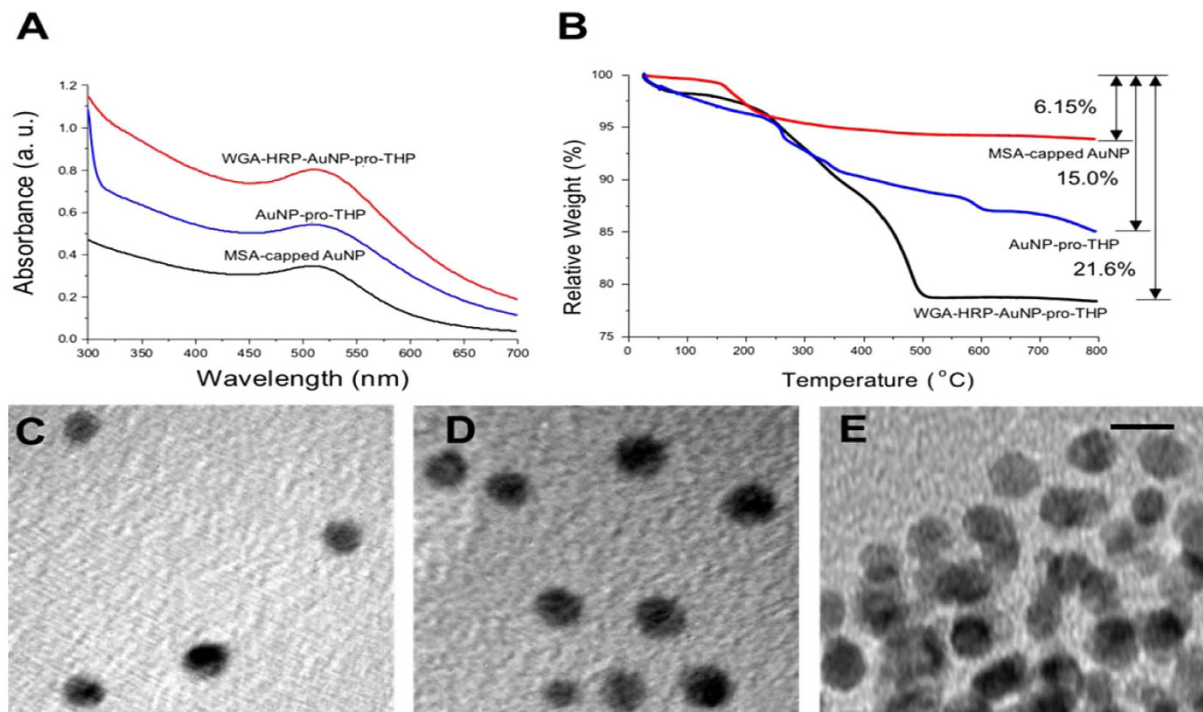 A
Absorbance (a. u.)
1.2
1.0
0.8
0.6
0.4
0.2
0.0
WGA-HRP-AuNP-pro-THP
AuNP-pro-THP
MSA-capped AuNP
300 350 400 450 500 550 600 650 700
Wavelength (nm)
B
Relative Weight (%)
100
95
90
85
80
75
6.15%
MSA-capped AuNP
15.0%
AuNP-pro-THP
21.6%
WGA-HRP-AuNP-pro-THP
0 100 200 300 400 500 600 700 800
Temperature (°C)
C
D
E